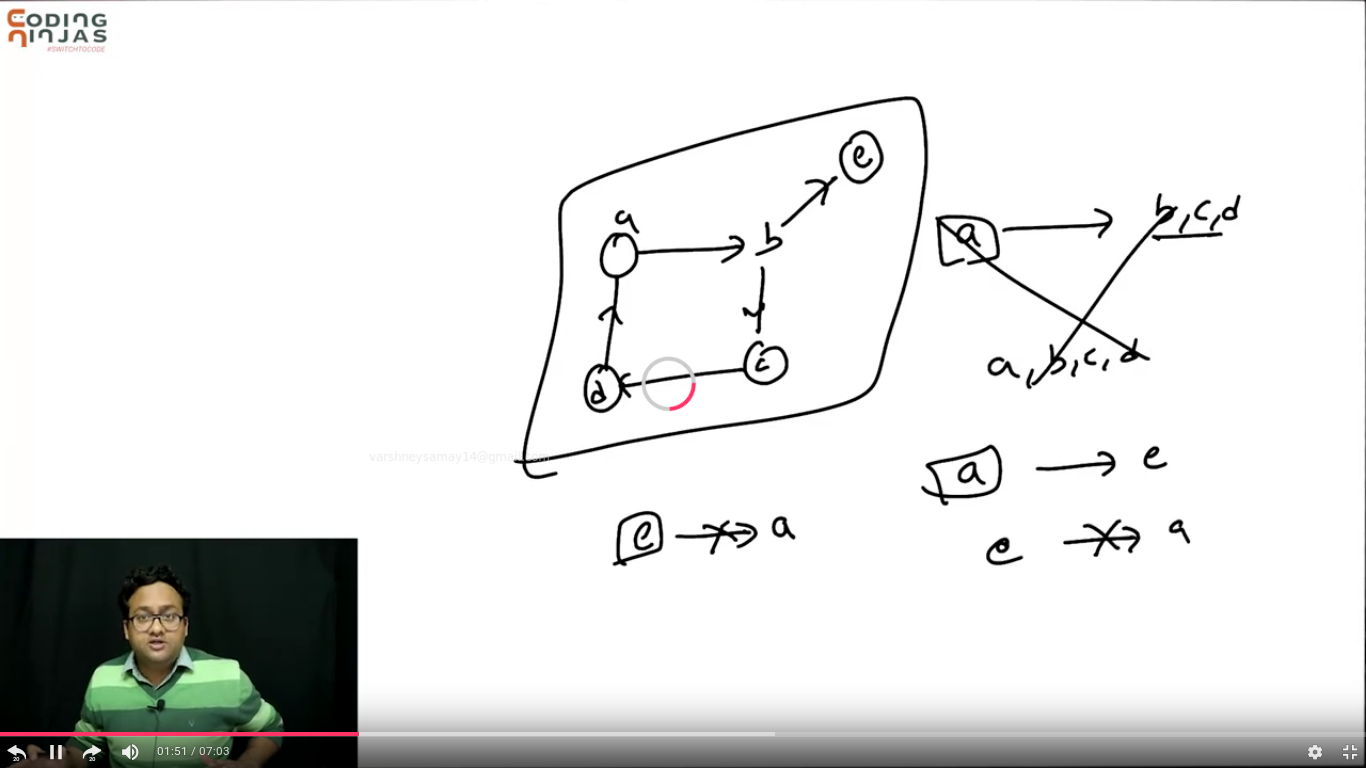 CODING
NINJAS
#SWITCHTOCODE
e
a
b
a → b, c, d
c
d
a, b, c, d
varshneysamay14@gmail.com
a → e
e → a
e → a
01:51 / 07:03
20
20